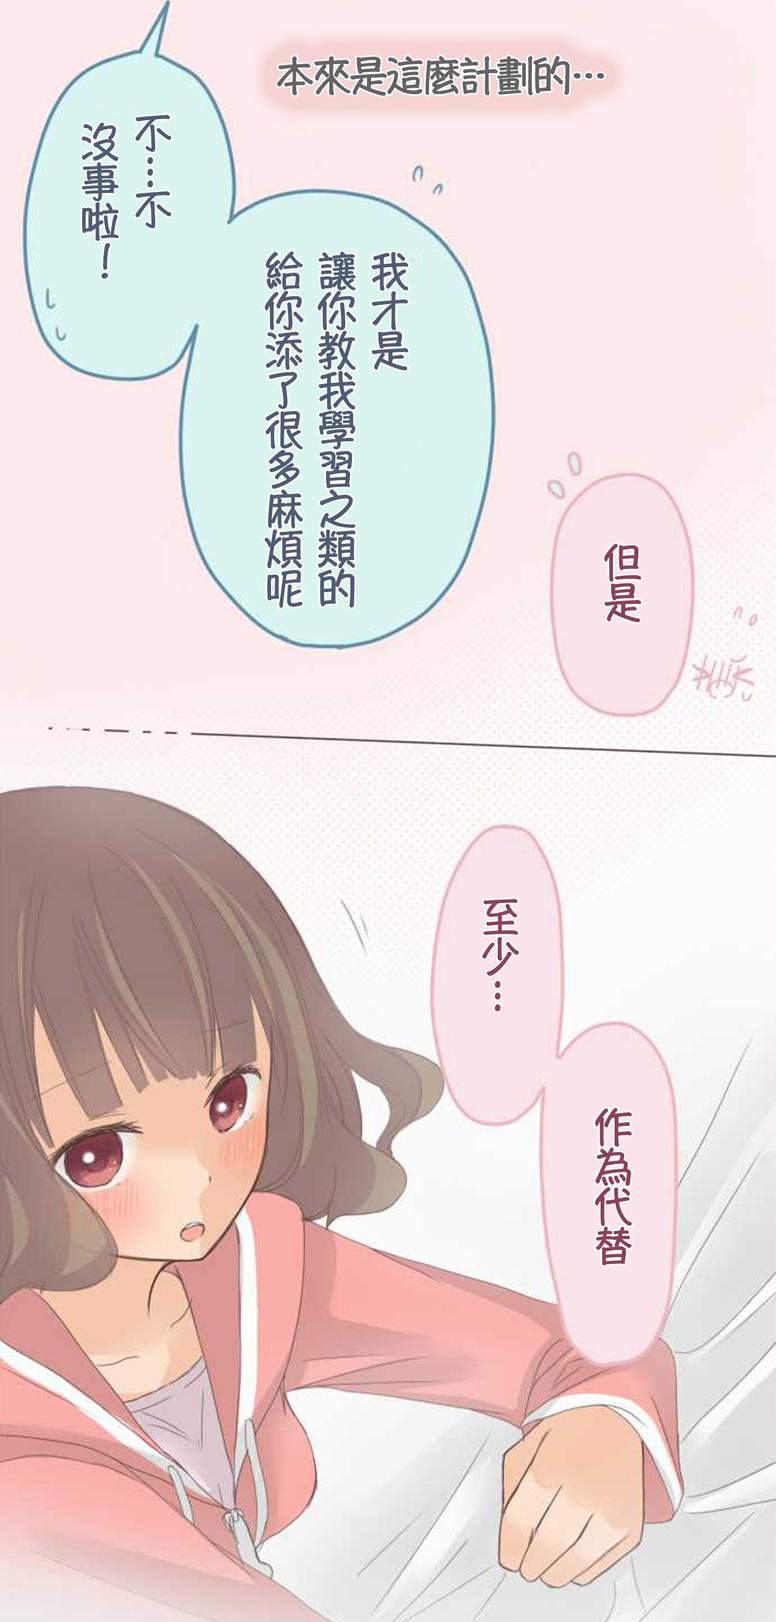 本來是這麼計劃的…
不…不
沒事啦！
我才是
讓你教我學習之類的
給你添了很多麻煩呢
但是
至少…
作為代替